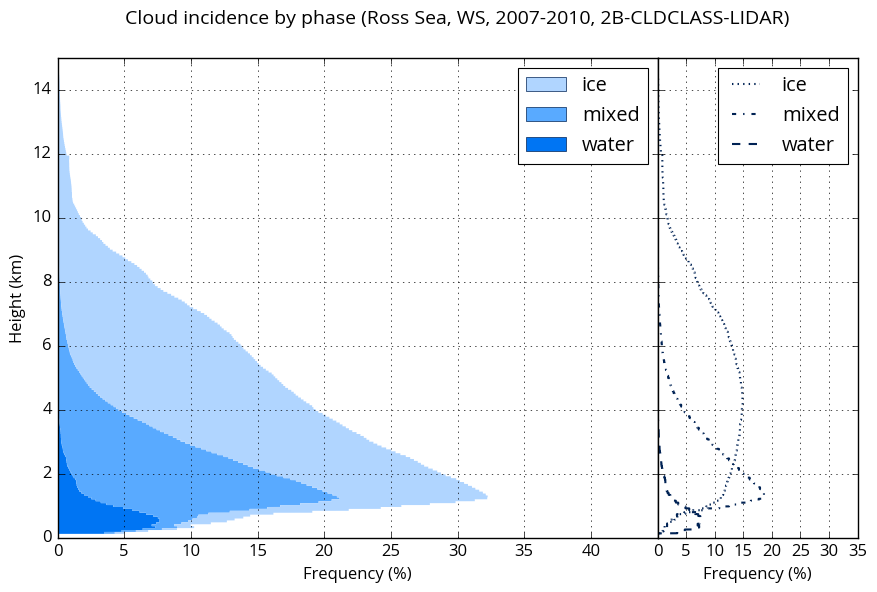 Cloud incidence by phase (Ross Sea, WS, 2007-2010, 2B-CLDCLASS-LIDAR)
ice
mixed
water
ice
mixed
water
14
12
10
8
6
4
2
0
Height (km)
0 5 10 15 20 25 30 35 40
Frequency (%)
0 5 10 15 20 25 30 35
Frequency (%)